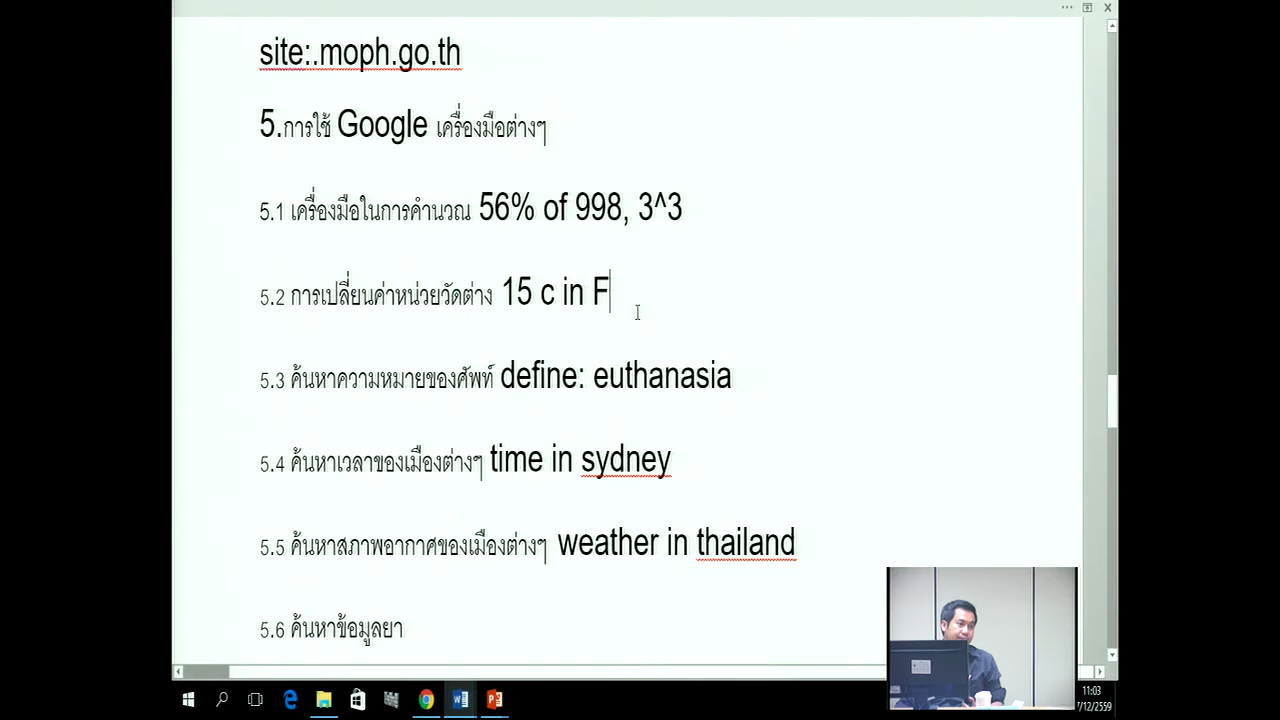 site:.moph.go.th
5.การใช้ Google เครื่องมือต่างๆ
5.1 เครื่องมือในการคำนวณ 56% of 998, 3^3
5.2 การเปลี่ยนค่าหน่วยวัดต่าง 15 c in F
5.3 ค้นหาความหมายของศัพท์ define: euthanasia
5.4 ค้นหาเวลาของเมืองต่างๆ time in sydney
5.5 ค้นหาสภาพอากาศของเมืองต่างๆ weather in thailand
5.6 ค้นหาข้อมูลยา
11:03
7/12/2559